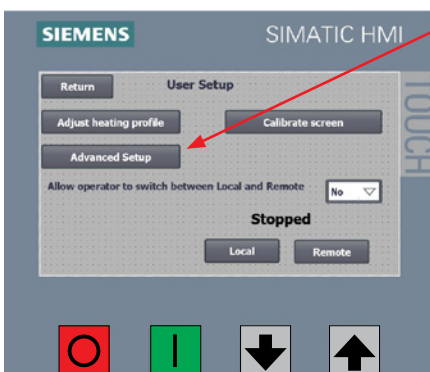 SIEMENS SIMATIC HMI
TOUCH
Return User Setup
Adjust heating profile Calibrate screen
Advanced Setup
Allow operator to switch between Local and Remote No
Stopped
Local Remote